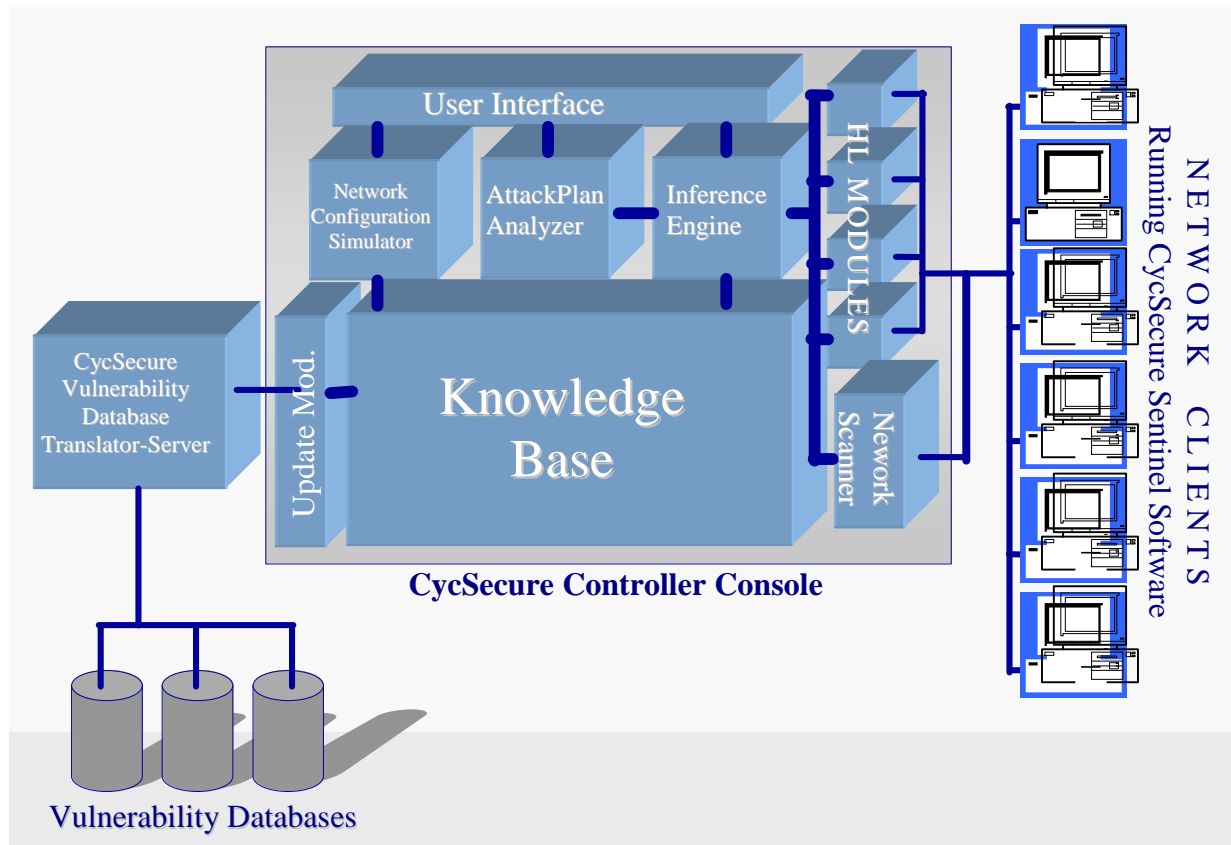 User Interface
Network
Configuration
Simulator
AttackPlan
Analyzer
Inference
Engine
HL MODULES
CycSecure
Vulnerability
Database
Translator-Server
Update Mod.
Knowledge
Base
Nework
Scanner
CycSecure Controller Console
NETWORK CLIENTS
Running CycSecure Sentinel Software
Vulnerability Databases